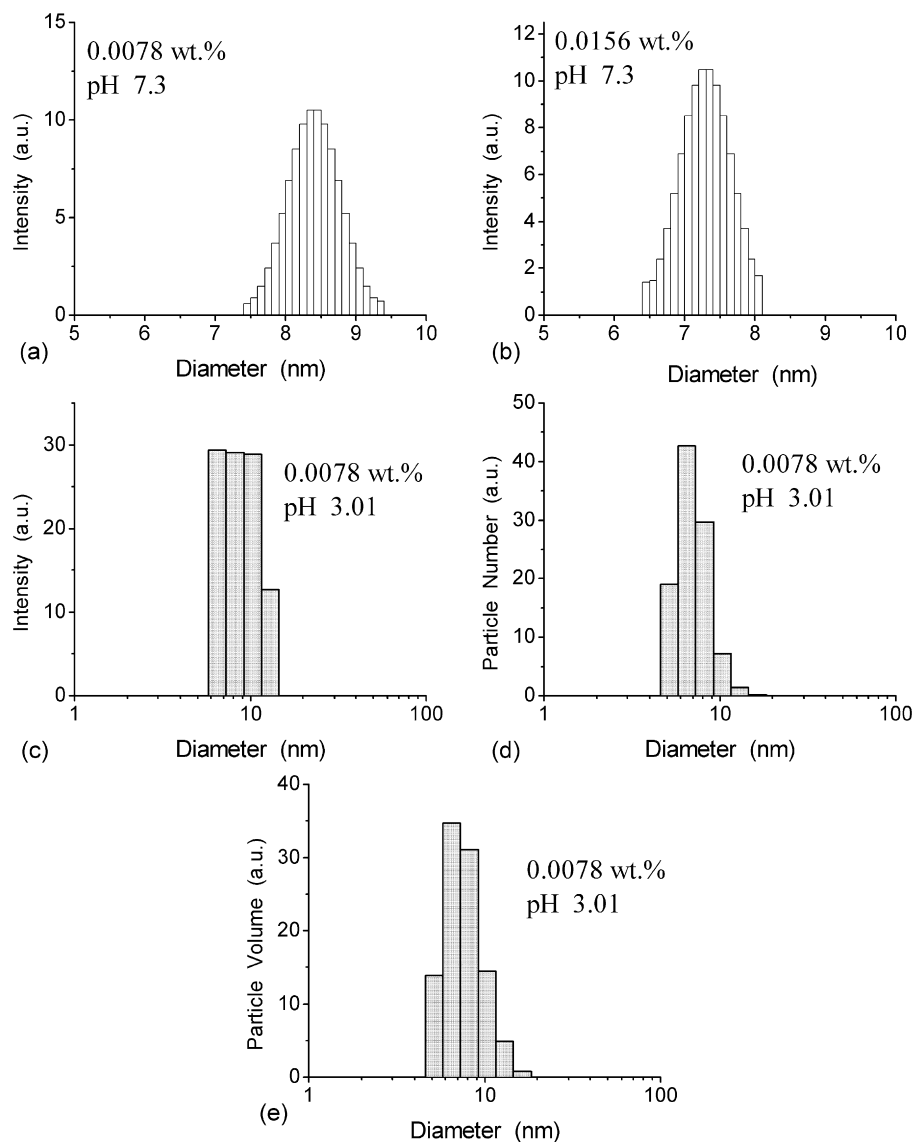 0.0078 wt.%
pH 7.3
Intensity (a.u.)
15
10
5
0
5 6 7 8 9 10
Diameter (nm)
(a)
0.0156 wt.%
pH 7.3
Intensity (a.u.)
12
10
8
6
4
2
0
5 6 7 8 9 10
Diameter (nm)
(b)
0.0078 wt.%
pH 3.01
Intensity (a.u.)
30
20
10
0
1 10 100
Diameter (nm)
(c)
0.0078 wt.%
pH 3.01
Particle Number (a.u.)
50
40
30
20
10
0
1 10 100
Diameter (nm)
(d)
0.0078 wt.%
pH 3.01
Particle Volume (a.u.)
40
30
20
10
0
1 10 100
Diameter (nm)
(e)